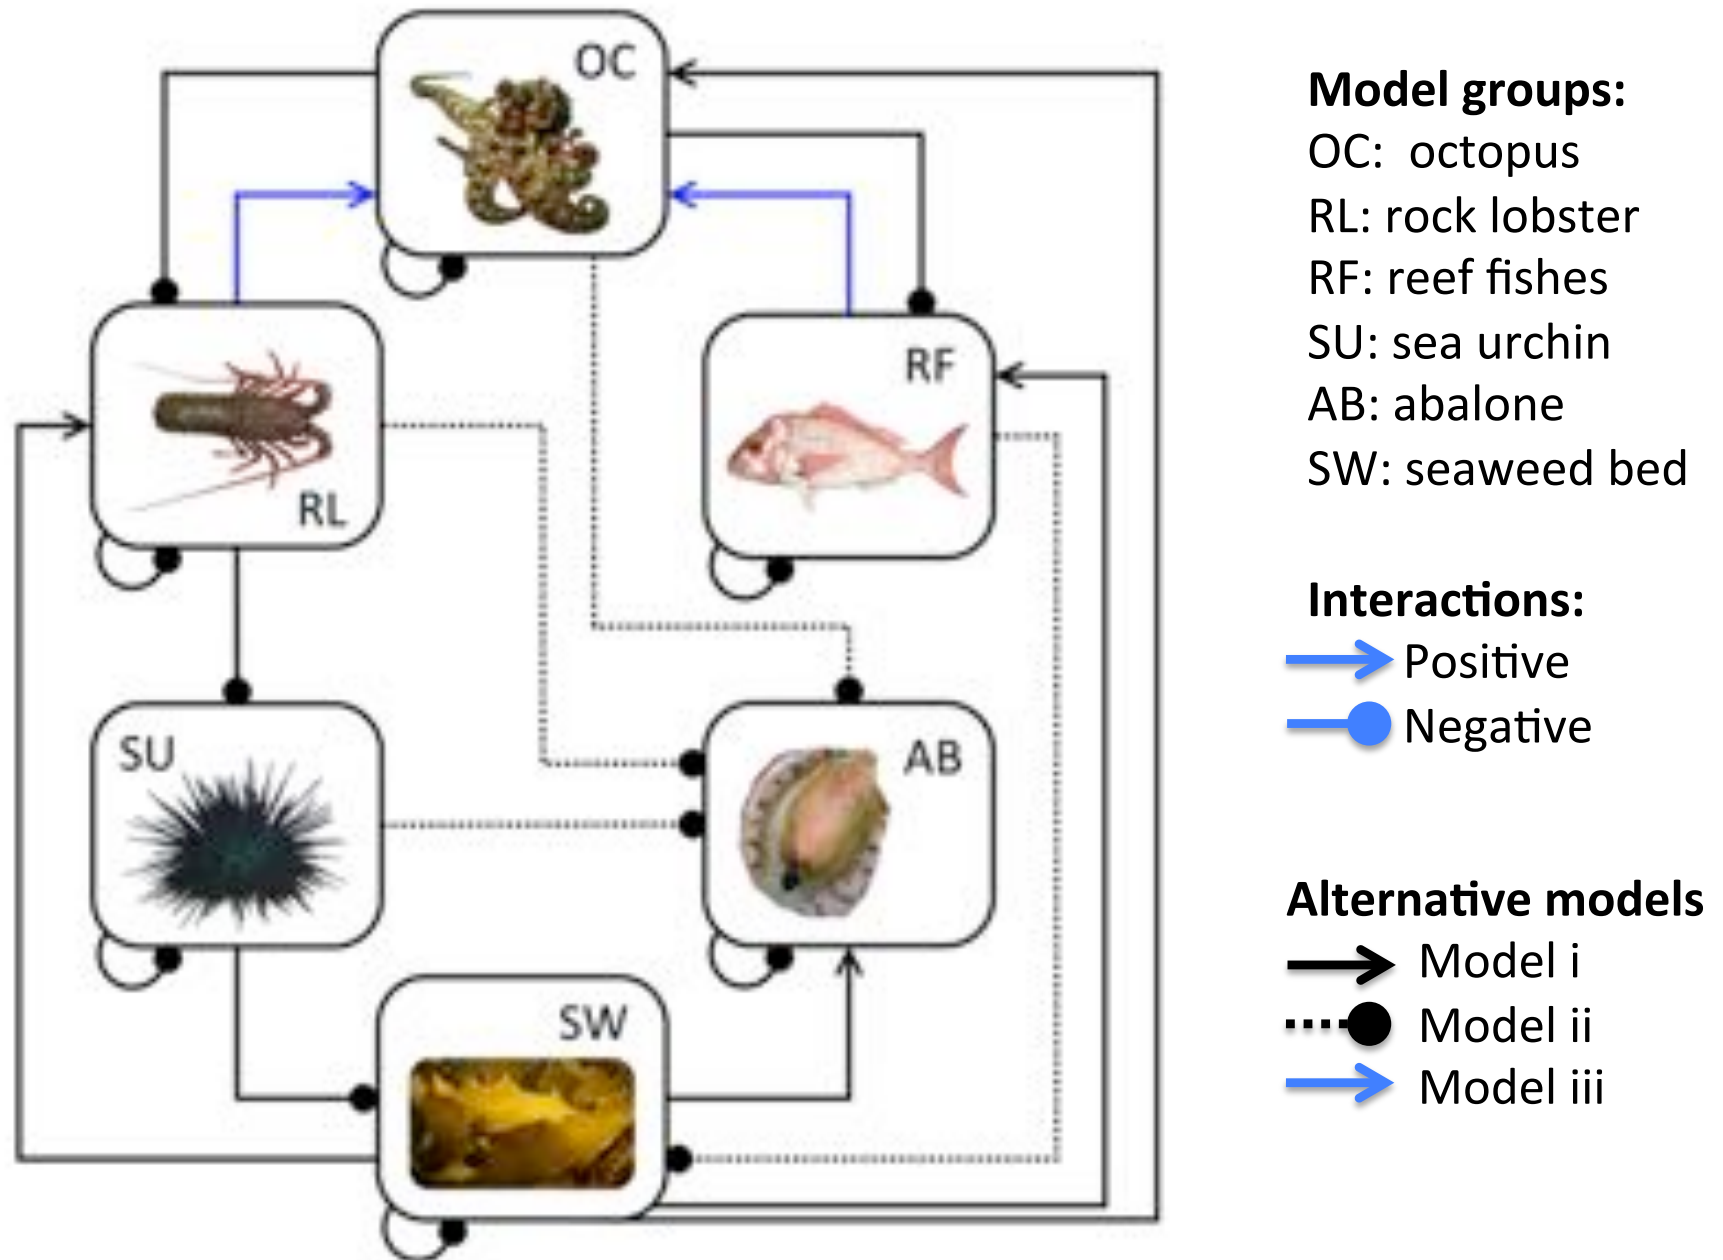 OC
RL
RF
SU
AB
SW
Model groups:
OC: octopus
RL: rock lobster
RF: reef fishes
SU: sea urchin
AB: abalone
SW: seaweed bed
Interactions:
Positive
Negative
Alternative models
Model i
Model ii
Model iii